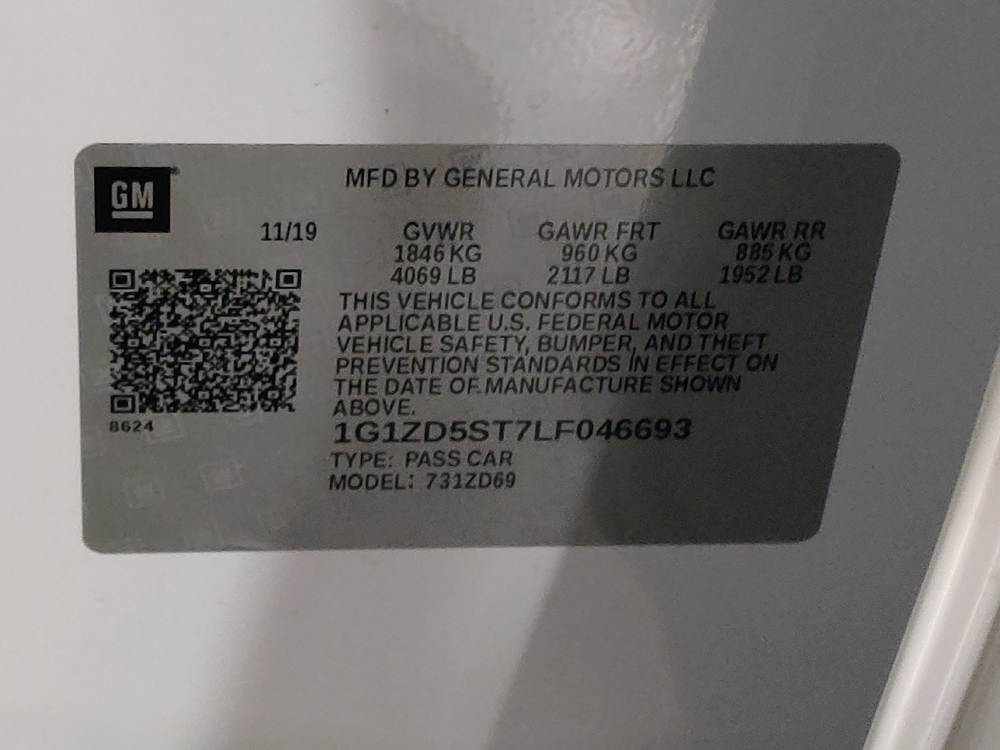 GM
MFD BY GENERAL MOTORS LLC
11/19 GVWR GAWR FRT GAWR RR
1846 KG 960 KG 885 KG
4069 LB 2117 LB 1952 LB
THIS VEHICLE CONFORMS TO ALL
APPLICABLE U.S. FEDERAL MOTOR
VEHICLE SAFETY, BUMPER, AND THEFT
PREVENTION STANDARDS IN EFFECT ON
THE DATE OF MANUFACTURE SHOWN
ABOVE.
8624
1G1ZD5ST7LF046693
TYPE: PASS CAR
MODEL: 731ZD69